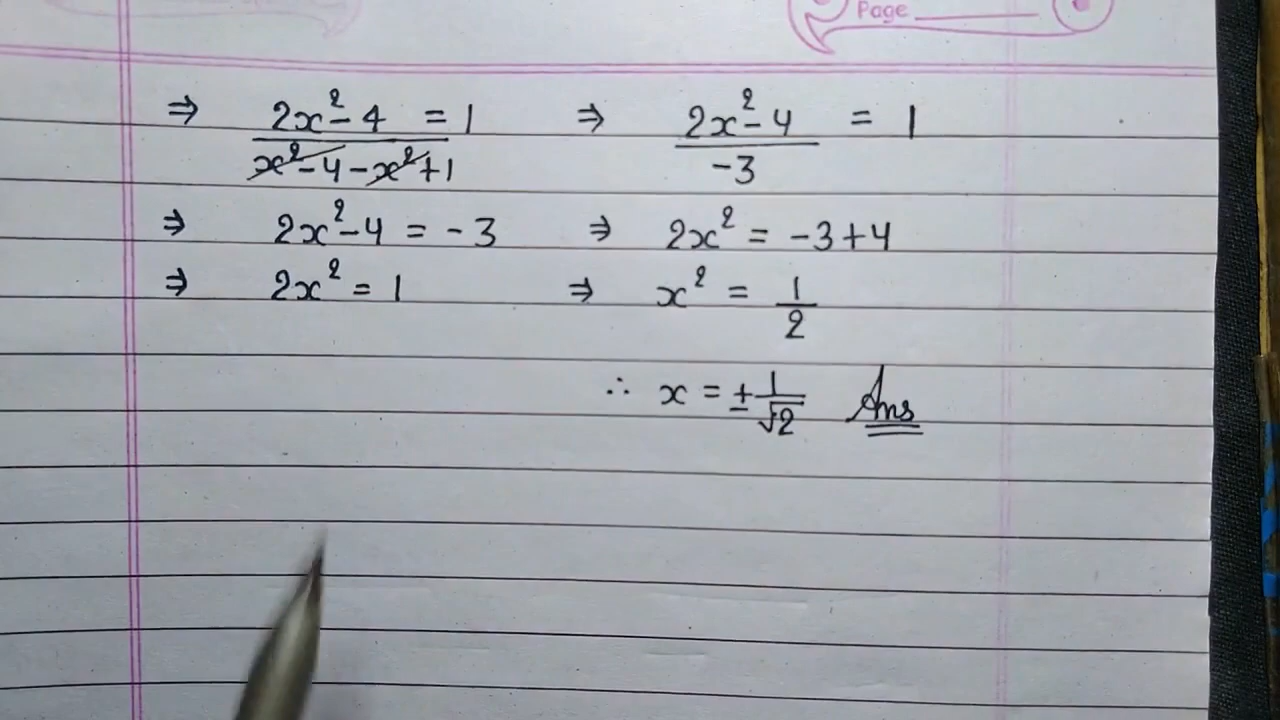 Page
⇒ (2x² - 4)/(x² - 4 - x² + 1) = 1 ⇒ (2x² - 4)/(-3) = 1
⇒ 2x² - 4 = -3 ⇒ 2x² = -3 + 4
⇒ 2x² = 1 ⇒ x² = 1/2
∴ x = ± 1/√2 Ans